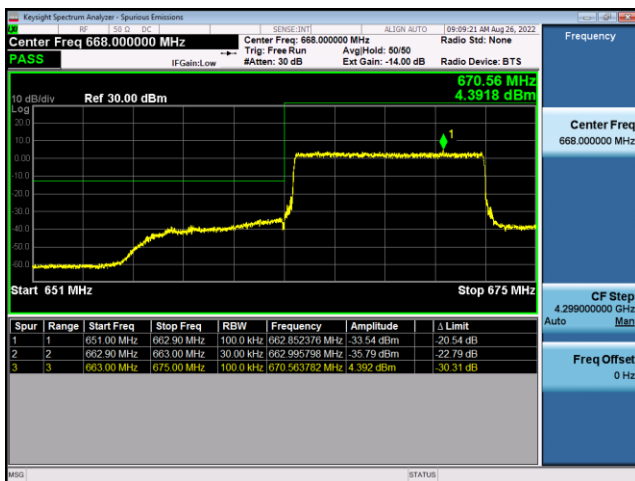 Keysight Spectrum Analyzer - Spurious Emissions
RF 50 Ω DC SENSE:INT ALIGN AUTO 09:09:21 AM Aug 26, 2022
Center Freq 668.000000 MHz Center Freq: 668.000000 MHz Radio Std: None
Trig: Free Run Avg|Hold: 50/50
PASS IFGain:Low #Atten: 30 dB Ext Gain: -14.00 dB Radio Device: BTS
670.56 MHz
10 dB/div Ref 30.00 dBm 4.3918 dBm
Log
20.0
10.0
0.00
-10.0
-20.0
-30.0
-40.0
-50.0
-60.0
1
Start 651 MHz Stop 675 MHz
Spur Range Start Freq Stop Freq RBW Frequency Amplitude Δ Limit
1 1 651.00 MHz 662.90 MHz 100.0 kHz 662.852376 MHz -33.54 dBm -20.54 dB
2 2 662.90 MHz 663.00 MHz 30.00 kHz 662.995798 MHz -35.79 dBm -22.79 dB
3 3 663.00 MHz 675.00 MHz 100.0 kHz 670.563782 MHz 4.392 dBm -30.31 dB
Frequency
Center Freq
668.000000 MHz
CF Step
4.299000000 GHz
Auto Man
Freq Offset
0 Hz
MSG STATUS